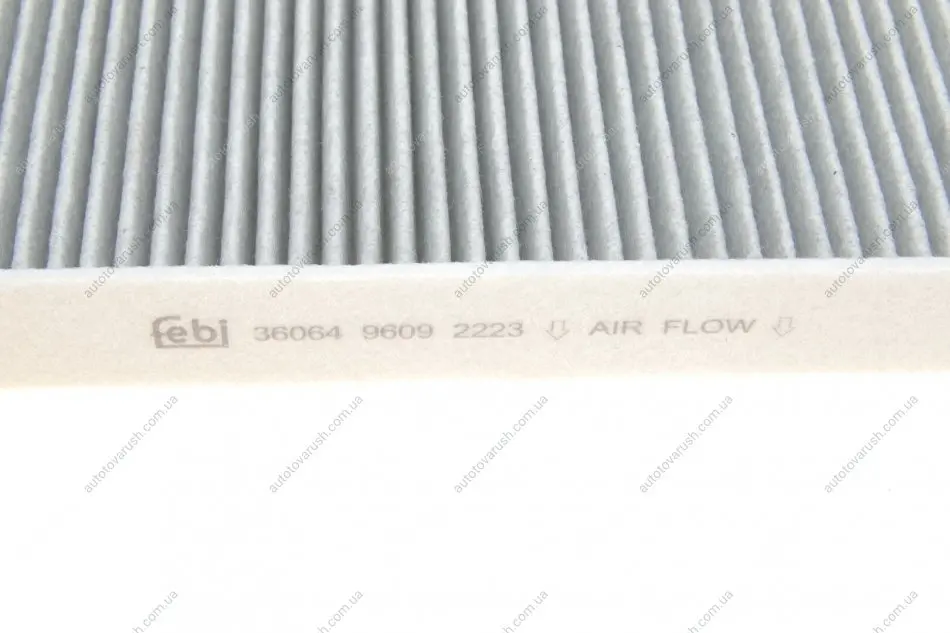 febi 36064 9609 2223 ⇩ AIR FLOW ⇩
autotovarush.com.ua